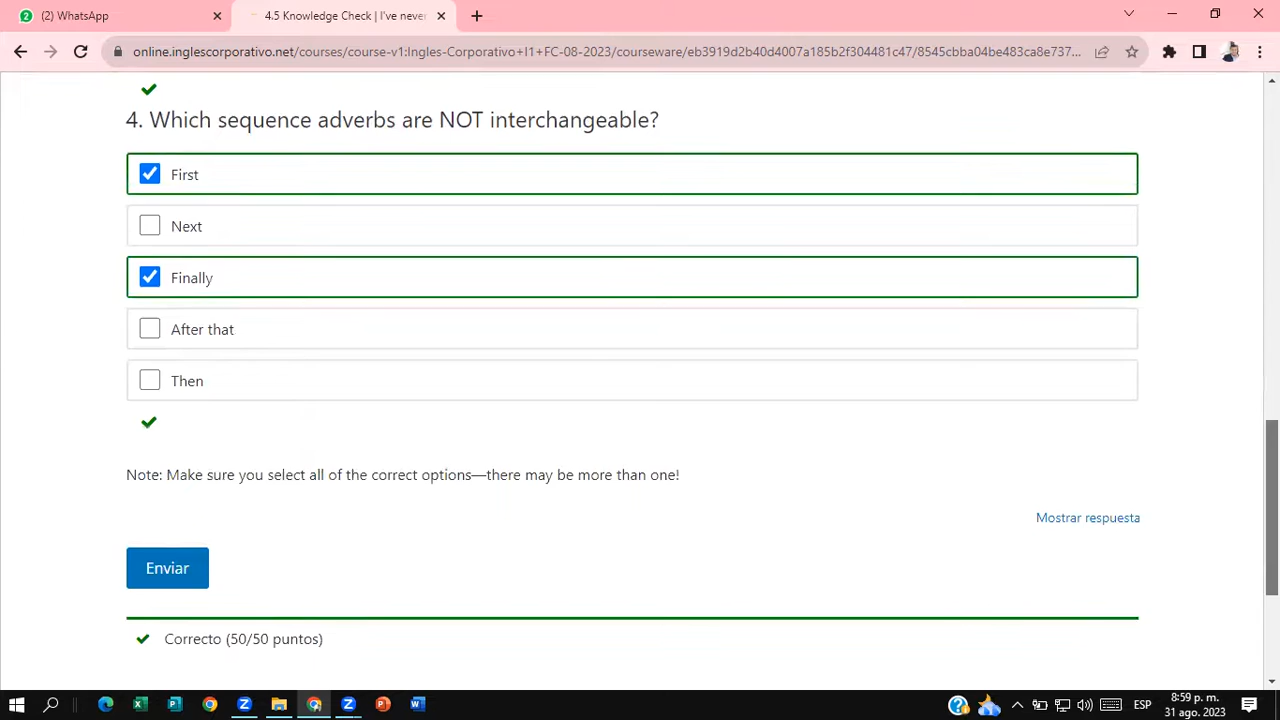 (2) WhatsApp
4.5 Knowledge Check | I've never
online.inglescorporativo.net/courses/course-v1:Ingles-Corporativo+I1+FC-08-2023/courseware/eb3919d2b40d4007a185b2f304481c47/8545cbba04be483ca8e737...
4. Which sequence adverbs are NOT interchangeable?
First
Next
Finally
After that
Then
Note: Make sure you select all of the correct options—there may be more than one!
Mostrar respuesta
Enviar
Correcto (50/50 puntos)
ESP
8:59 p. m.
31 ago. 2023